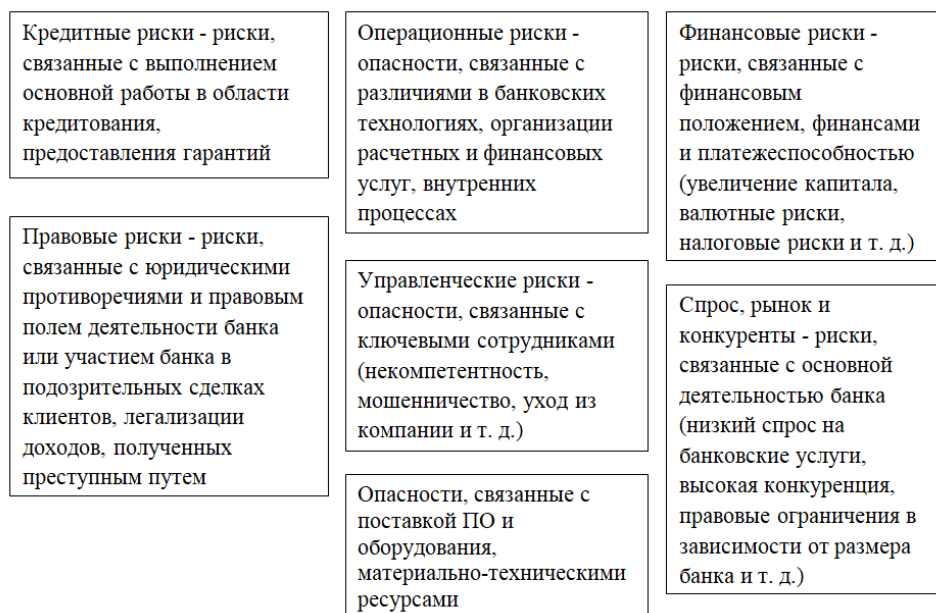 Кредитные риски - риски,
связанные с выполнением
основной работы в области
кредитования,
предоставления гарантий
Правовые риски - риски,
связанные с юридическими
противоречиями и правовым
полем деятельности банка
или участием банка в
подозрительных сделках
клиентов, легализации
доходов, полученных
преступным путем
Операционные риски -
опасности, связанные с
различиями в банковских
технологиях, организации
расчетных и финансовых
услуг, внутренних
процессах
Управленческие риски -
опасности, связанные с
ключевыми сотрудниками
(некомпетентность,
мошенничество, уход из
компании и т. д.)
Опасности, связанные с
поставкой ПО и
оборудования,
материально-техническими
ресурсами
Финансовые риски -
риски, связанные с
финансовым
положением, финансами
и платежеспособностью
(увеличение капитала,
валютные риски,
налоговые риски и т. д.)
Спрос, рынок и
конкуренты - риски,
связанные с основной
деятельностью банка
(низкий спрос на
банковские услуги,
высокая конкуренция,
правовые ограничения в
зависимости от размера
банка и т. д.)